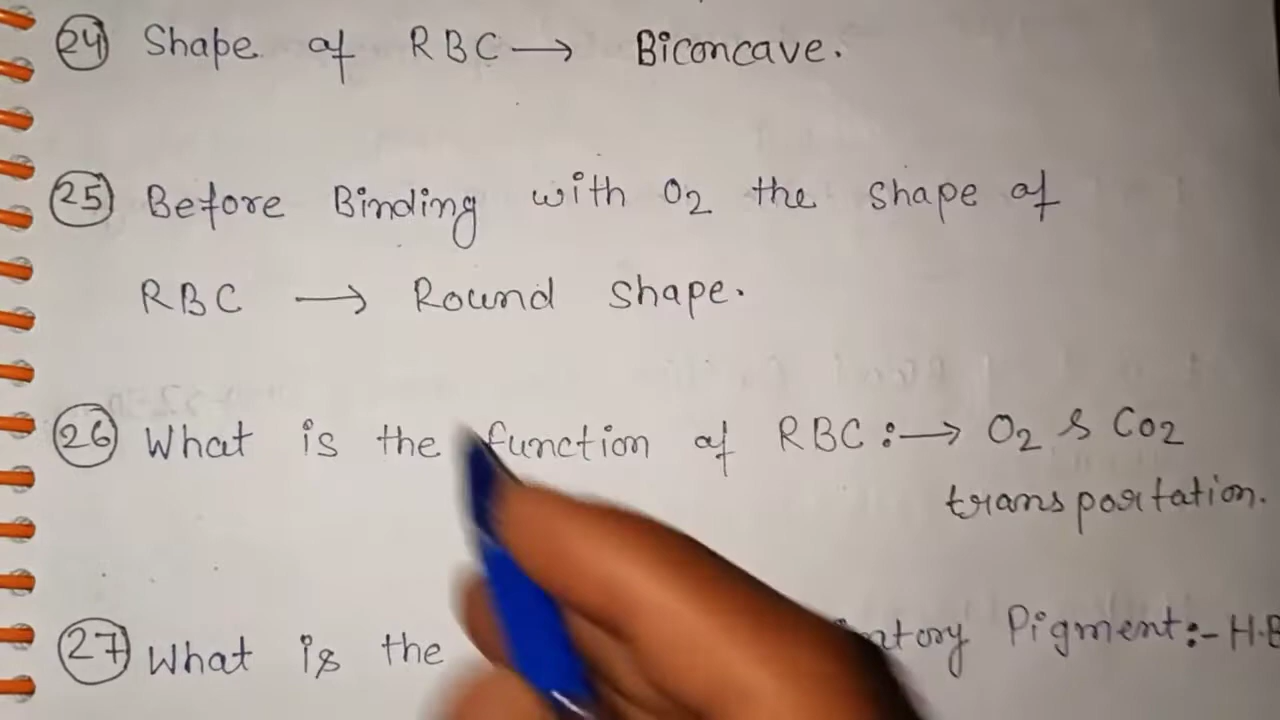 24 Shape of RBC → Biconcave.
25 Before Binding with O2 the shape of
RBC → Round shape.
26 What is the function of RBC :→ O2 & CO2
transportation.
27 What is the Pigment:- H.B